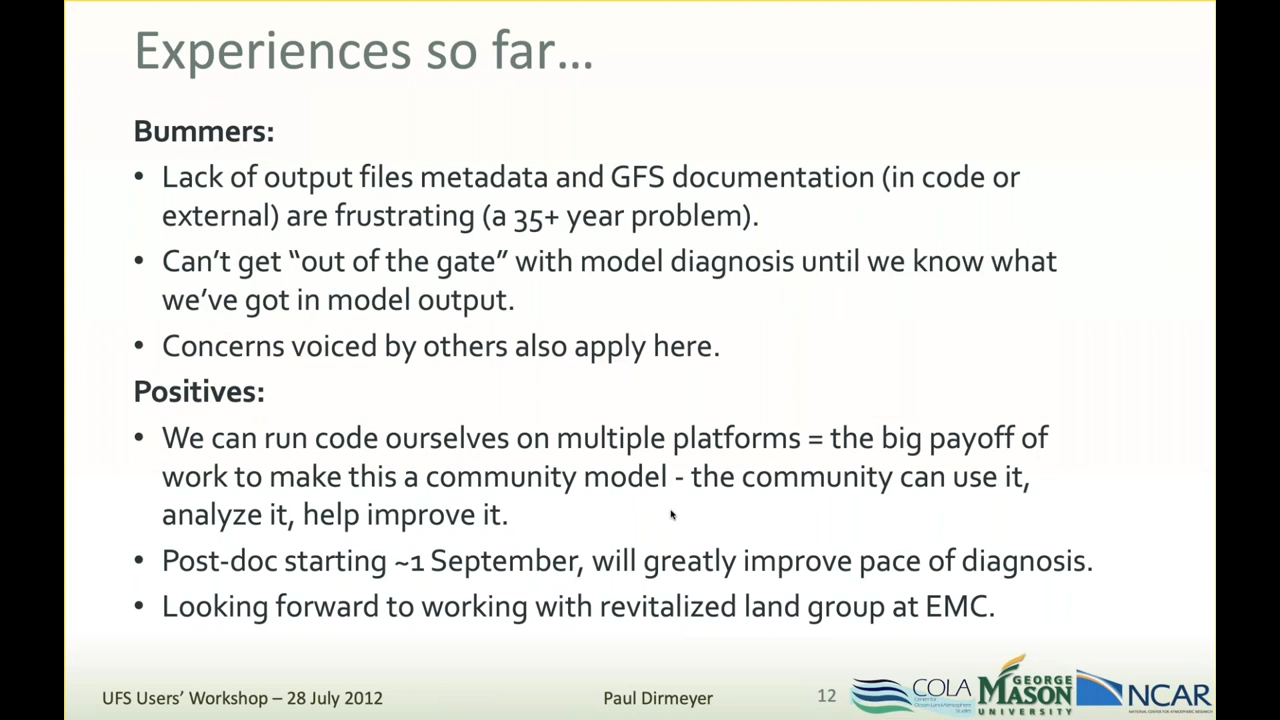 Experiences so far…
Bummers:
• Lack of output files metadata and GFS documentation (in code or
external) are frustrating (a 35+ year problem).
• Can’t get “out of the gate” with model diagnosis until we know what
we’ve got in model output.
• Concerns voiced by others also apply here.
Positives:
• We can run code ourselves on multiple platforms = the big payoff of
work to make this a community model - the community can use it,
analyze it, help improve it.
• Post-doc starting ~1 September, will greatly improve pace of diagnosis.
• Looking forward to working with revitalized land group at EMC.
UFS Users’ Workshop – 28 July 2012
Paul Dirmeyer
12
COLA
GEORGE
MASON
UNIVERSITY
NCAR